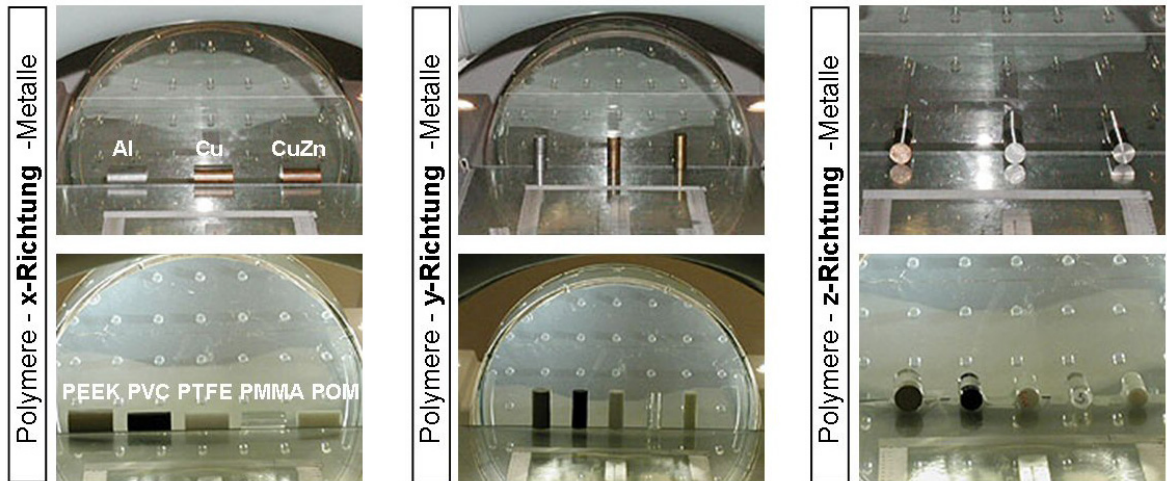 Polymere - x-Richtung -Metalle
Al Cu CuZn
PEEK PVC PTFE PMMA POM
Polymere - y-Richtung -Metalle
Polymere - z-Richtung -Metalle